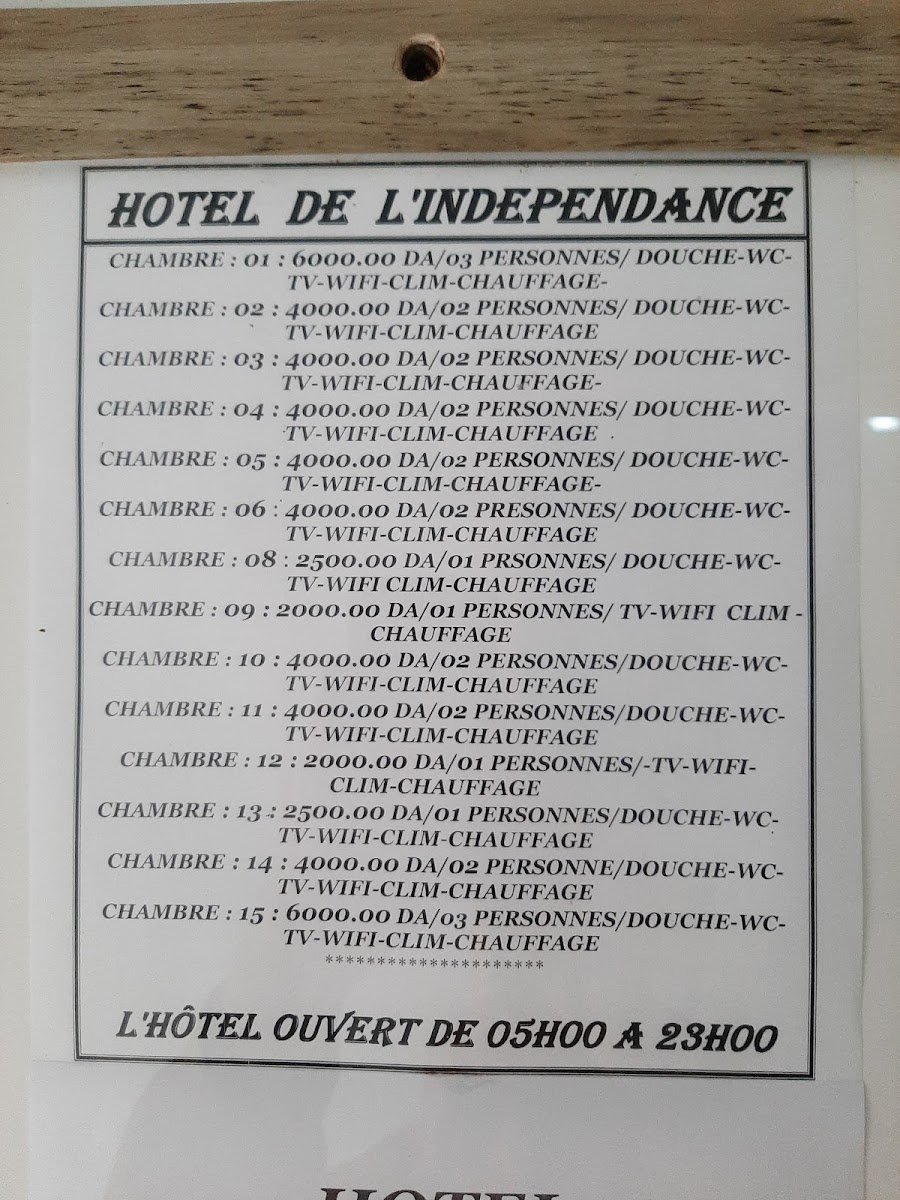 HOTEL DE L'INDEPENDANCE
CHAMBRE : 01 : 6000.00 DA/03 PERSONNES/ DOUCHE-WC-
TV-WIFI-CLIM-CHAUFFAGE-
CHAMBRE : 02 : 4000.00 DA/02 PERSONNES/ DOUCHE-WC-
TV-WIFI-CLIM-CHAUFFAGE
CHAMBRE : 03 : 4000.00 DA/02 PERSONNES/ DOUCHE-WC-
TV-WIFI-CLIM-CHAUFFAGE-
CHAMBRE : 04 : 4000.00 DA/02 PERSONNES/ DOUCHE-WC-
TV-WIFI-CLIM-CHAUFFAGE .
CHAMBRE : 05 : 4000.00 DA/02 PERSONNES/ DOUCHE-WC-
TV-WIFI-CLIM-CHAUFFAGE-
CHAMBRE : 06 : 4000.00 DA/02 PRESONNES/ DOUCHE-WC-
TV-WIFI-CLIM-CHAUFFAGE
CHAMBRE : 08 : 2500.00 DA/01 PRSONNES/ DOUCHE-WC-
TV-WIFI CLIM-CHAUFFAGE
CHAMBRE : 09 : 2000.00 DA/01 PERSONNES/ TV-WIFI CLIM -
CHAUFFAGE
CHAMBRE : 10 : 4000.00 DA/02 PERSONNES/DOUCHE-WC-
TV-WIFI-CLIM-CHAUFFAGE
CHAMBRE : 11 : 4000.00 DA/02 PERSONNES/DOUCHE-WC-
TV-WIFI-CLIM-CHAUFFAGE
CHAMBRE : 12 : 2000.00 DA/01 PERSONNES/-TV-WIFI-
CLIM-CHAUFFAGE
CHAMBRE : 13 : 2500.00 DA/01 PERSONNES/DOUCHE-WC-
TV-WIFI-CLIM-CHAUFFAGE
CHAMBRE : 14 : 4000.00 DA/02 PERSONNE/DOUCHE-WC-
TV-WIFI-CLIM-CHAUFFAGE
CHAMBRE : 15 : 6000.00 DA/03 PERSONNES/DOUCHE-WC-
TV-WIFI-CLIM-CHAUFFAGE
*********************
L'HÔTEL OUVERT DE 05H00 A 23H00
HOTEL